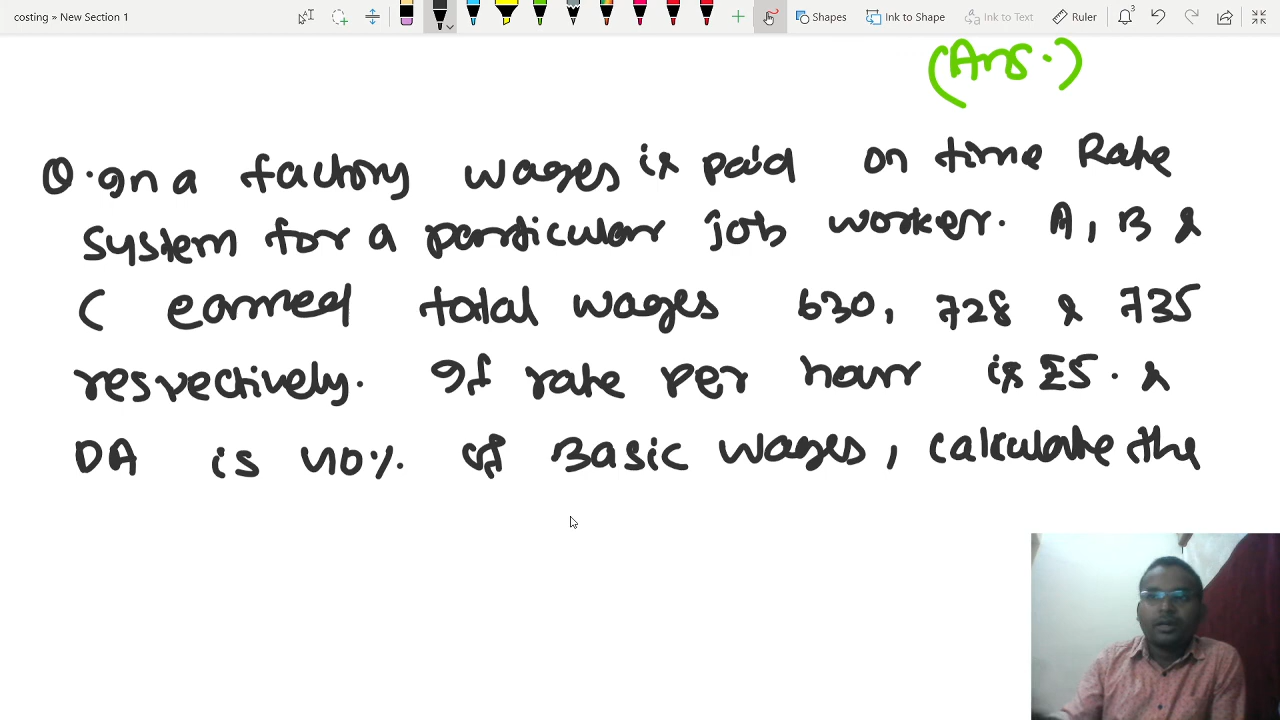 costing » New Section 1
Shapes Ink to Shape Ink to Text Ruler 3
(Ans.)
Q. In a factory wages is paid on time Rate
system for a particular job worker. A, B &
C earned total wages 630, 728 & 735
respectively. If rate per hour is ₹5. &
DA is 40% of Basic wages, calculate the